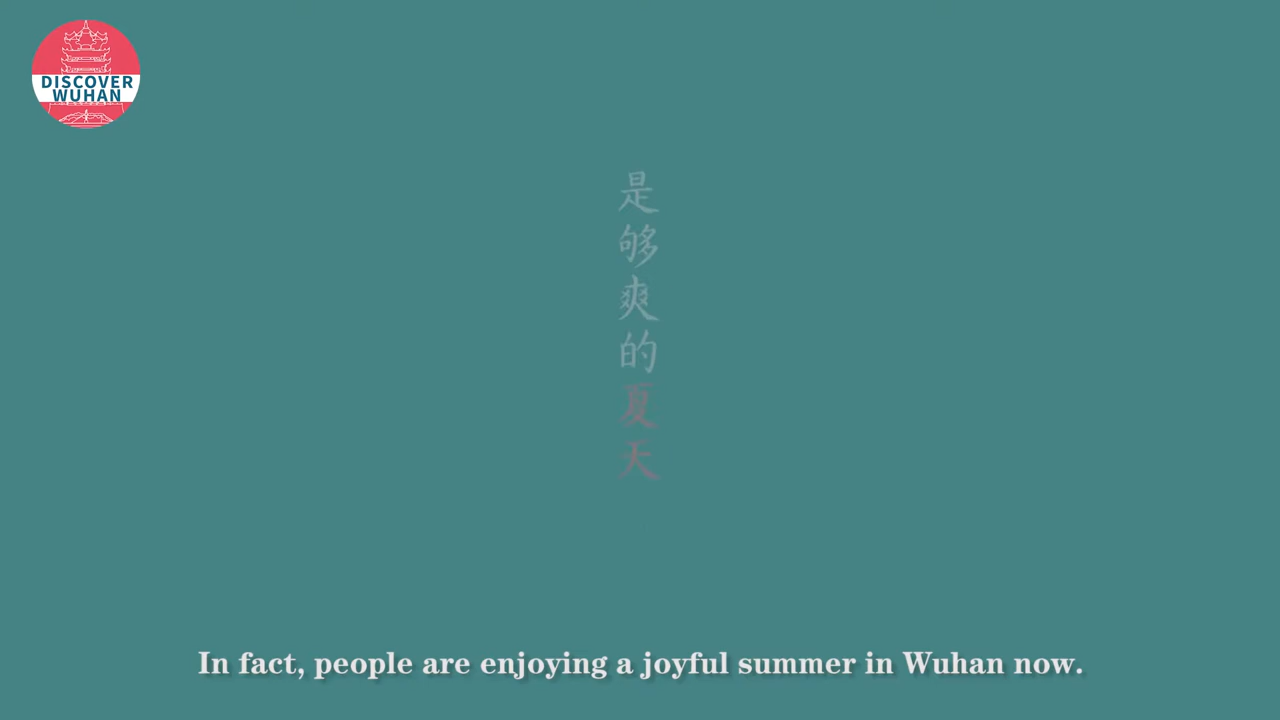 DISCOVER
WUHAN
是够爽的夏天
In fact, people are enjoying a joyful summer in Wuhan now.